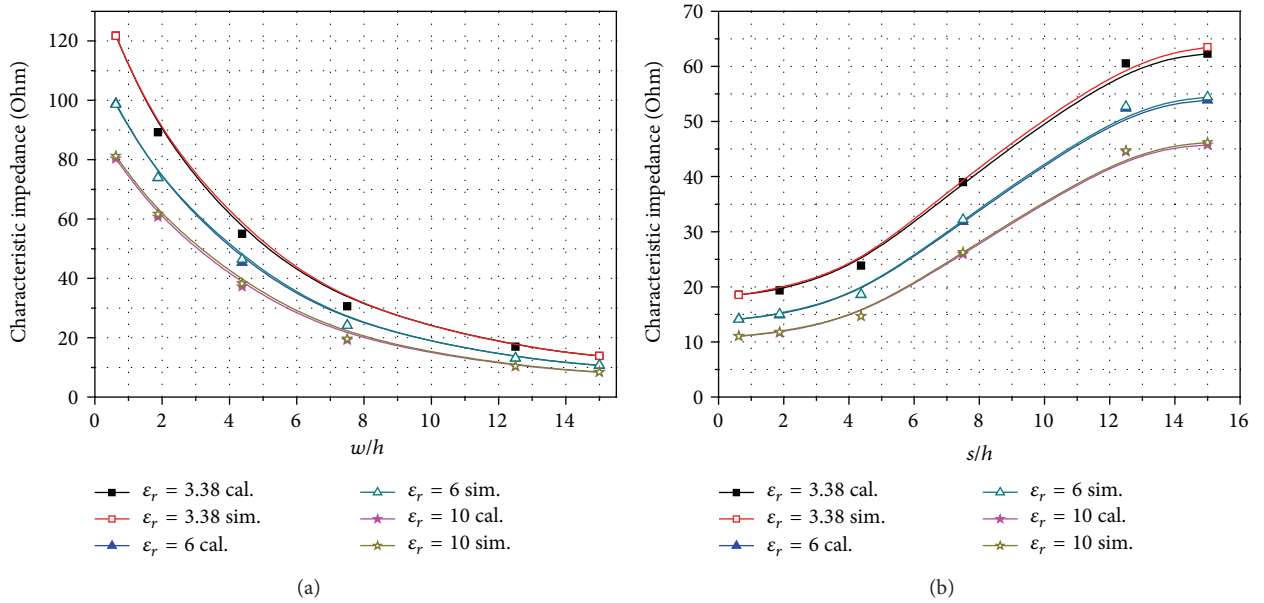 120
100
80
60
40
20
0
Characteristic impedance (Ohm)
0 2 4 6 8 10 12 14
w/h
εr = 3.38 cal.
εr = 3.38 sim.
εr = 6 cal.
εr = 6 sim.
εr = 10 cal.
εr = 10 sim.
(a)
70
60
50
40
30
20
10
0
Characteristic impedance (Ohm)
0 2 4 6 8 10 12 14 16
s/h
εr = 3.38 cal.
εr = 3.38 sim.
εr = 6 cal.
εr = 6 sim.
εr = 10 cal.
εr = 10 sim.
(b)